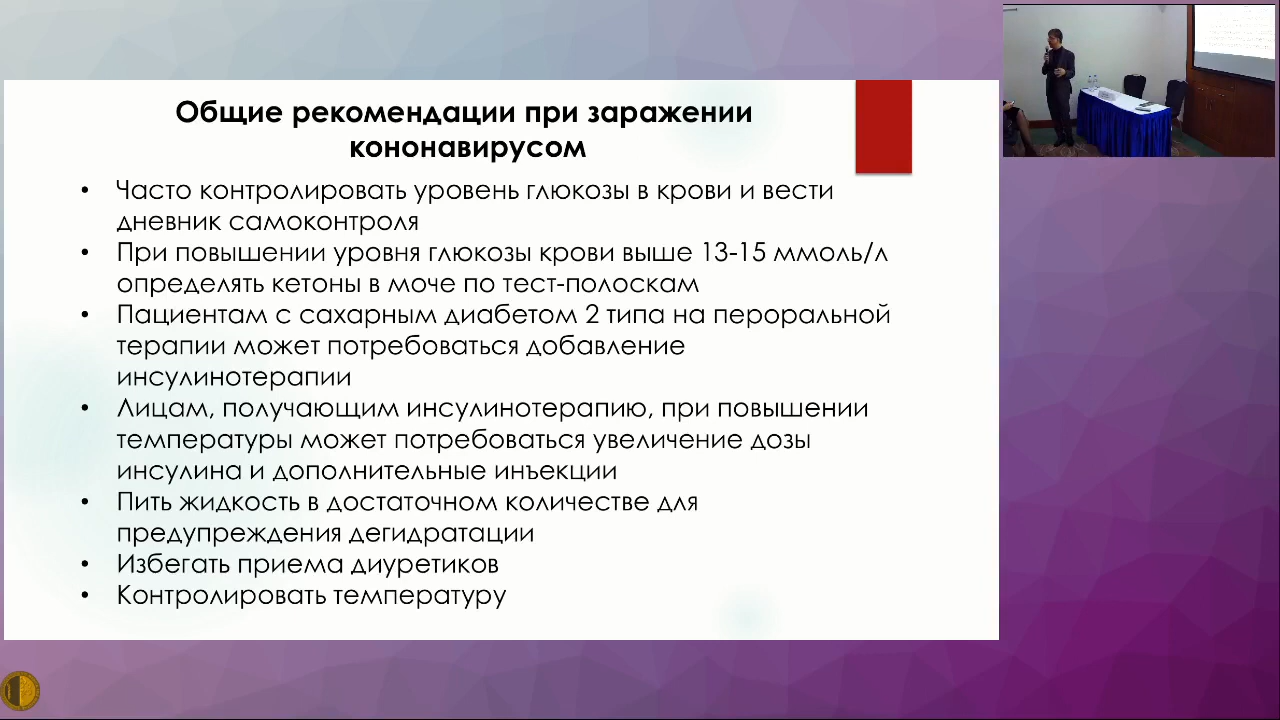 Общие рекомендации при заражении
кононавирусом
• Часто контролировать уровень глюкозы в крови и вести
дневник самоконтроля
• При повышении уровня глюкозы крови выше 13-15 ммоль/л
определять кетоны в моче по тест-полоскам
• Пациентам с сахарным диабетом 2 типа на пероральной
терапии может потребоваться добавление
инсулинотерапии
• Лицам, получающим инсулинотерапию, при повышении
температуры может потребоваться увеличение дозы
инсулина и дополнительные инъекции
• Пить жидкость в достаточном количестве для
предупреждения дегидратации
• Избегать приема диуретиков
• Контролировать температуру